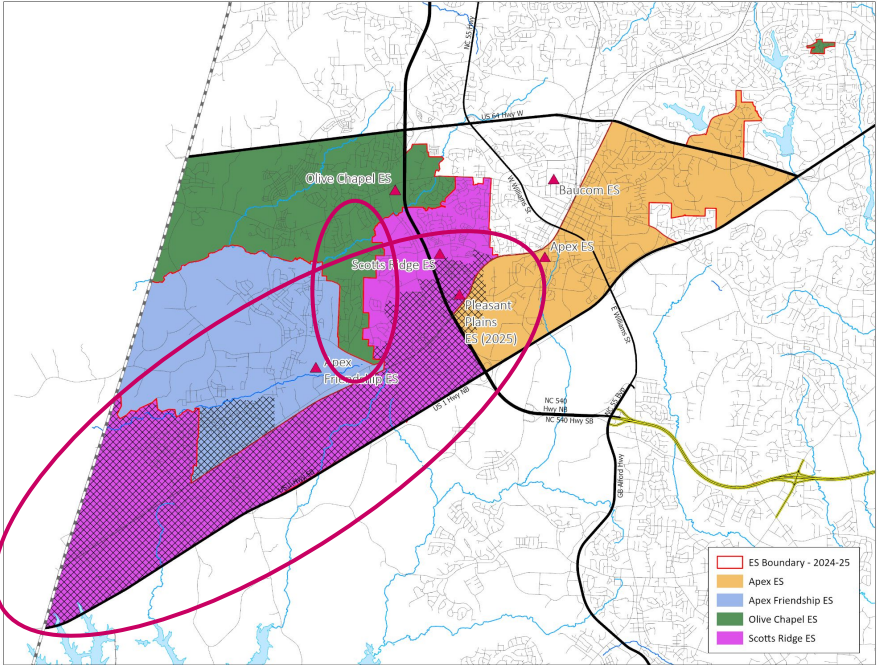 NC 55 Hwy
US 64 Hwy W
Olive Chapel ES
W Williams St
Baucom ES
Scotts Ridge ES
Apex ES
Pleasant
Plains
ES (2025)
E Williams St
Apex
Friendship ES
US 1 Hwy NB
NC 540
Hwy NB
NC 540 Hwy SB
NC 55 Byp
GB Alford Hwy
ES Boundary - 2024-25
Apex ES
Apex Friendship ES
Olive Chapel ES
Scotts Ridge ES